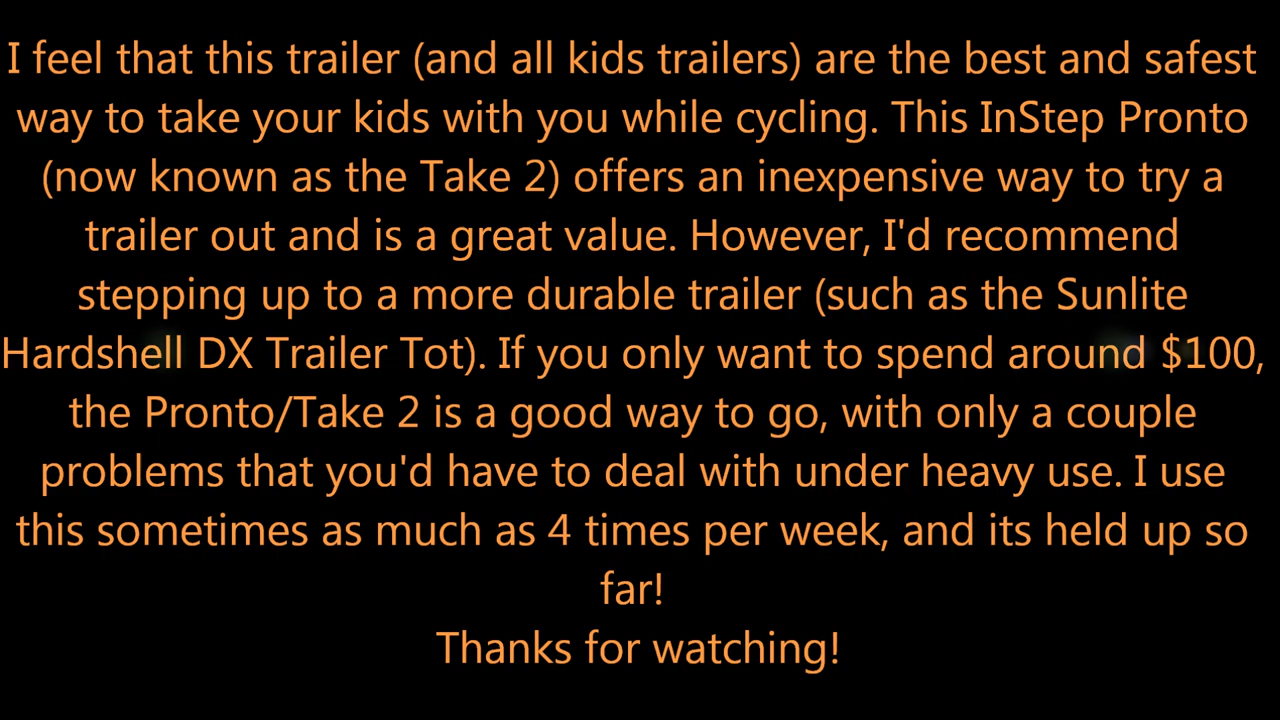 I feel that this trailer (and all kids trailers) are the best and safest
way to take your kids with you while cycling. This InStep Pronto
(now known as the Take 2) offers an inexpensive way to try a
trailer out and is a great value. However, I'd recommend
stepping up to a more durable trailer (such as the Sunlite
Hardshell DX Trailer Tot). If you only want to spend around $100,
the Pronto/Take 2 is a good way to go, with only a couple
problems that you'd have to deal with under heavy use. I use
this sometimes as much as 4 times per week, and its held up so
far!
Thanks for watching!